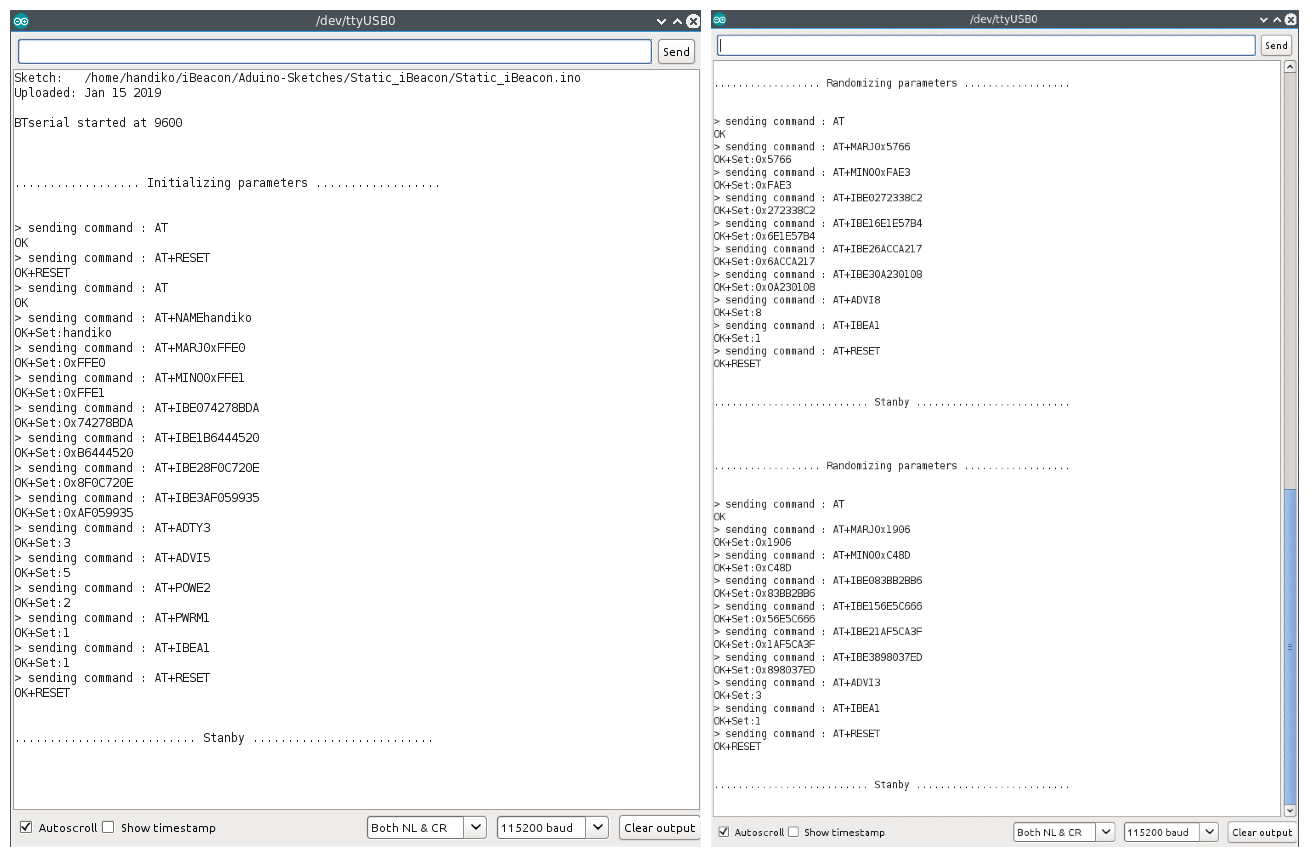 /dev/ttyUSB0
Send
Sketch:   /home/handiko/iBeacon/Aduino-Sketches/Static_iBeacon/Static_iBeacon.ino
Uploaded: Jan 15 2019
BTserial started at 9600
.................. Initializing parameters ..................
> sending command : AT
OK
> sending command : AT+RESET
OK+RESET
> sending command : AT
OK
> sending command : AT+NAMEhandiko
OK+Set:handiko
> sending command : AT+MARJ0xFFE0
OK+Set:0xFFE0
> sending command : AT+MINO0xFFE1
OK+Set:0xFFE1
> sending command : AT+IBE074278BDA
OK+Set:0x74278BDA
> sending command : AT+IBE1B6444520
OK+Set:0xB6444520
> sending command : AT+IBE28F0C720E
OK+Set:0x8F0C720E
> sending command : AT+IBE3AF059935
OK+Set:0xAF059935
> sending command : AT+ADTY3
OK+Set:3
> sending command : AT+ADVI5
OK+Set:5
> sending command : AT+POWE2
OK+Set:2
> sending command : AT+PWRM1
OK+Set:1
> sending command : AT+IBEA1
OK+Set:1
> sending command : AT+RESET
OK+RESET
.......................... Stanby ..........................
Autoscroll Show timestamp Both NL & CR 115200 baud Clear output
/dev/ttyUSB0
Send
.................. Randomizing parameters ..................
> sending command : AT
OK
> sending command : AT+MARJ0x5766
OK+Set:0x5766
> sending command : AT+MINO0xFAE3
OK+Set:0xFAE3
> sending command : AT+IBE0272338C2
OK+Set:0x272338C2
> sending command : AT+IBE16E1E57B4
OK+Set:0x6E1E57B4
> sending command : AT+IBE26ACCA217
OK+Set:0x6ACCA217
> sending command : AT+IBE30A230108
OK+Set:0x0A230108
> sending command : AT+ADVI8
OK+Set:8
> sending command : AT+IBEA1
OK+Set:1
> sending command : AT+RESET
OK+RESET
.......................... Stanby ..........................
.................. Randomizing parameters ..................
> sending command : AT
OK
> sending command : AT+MARJ0x1906
OK+Set:0x1906
> sending command : AT+MINO0xC48D
OK+Set:0xC48D
> sending command : AT+IBE083BB2BB6
OK+Set:0x83BB2BB6
> sending command : AT+IBE156E5C666
OK+Set:0x56E5C666
> sending command : AT+IBE21AF5CA3F
OK+Set:0x1AF5CA3F
> sending command : AT+IBE3898037ED
OK+Set:0x898037ED
> sending command : AT+ADVI3
OK+Set:3
> sending command : AT+IBEA1
OK+Set:1
> sending command : AT+RESET
OK+RESET
.......................... Stanby ..........................
Autoscroll Show timestamp Both NL & CR 115200 baud Clear output